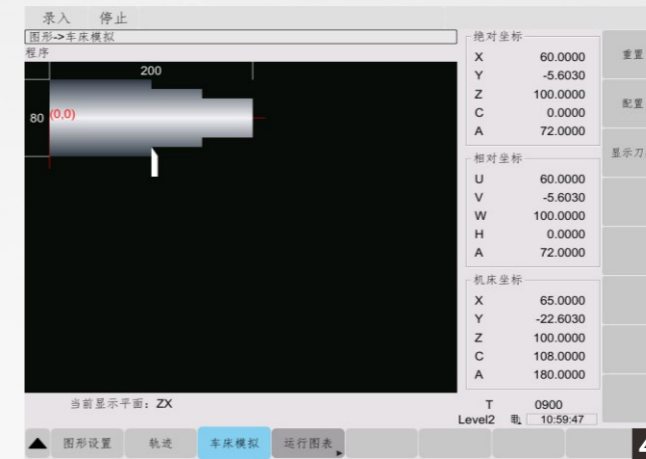 录入 停止
图形->车床模拟
程序
200
80
(0,0)
当前显示平面: ZX
绝对坐标
X 60.0000
Y -5.6030
Z 100.0000
C 0.0000
A 72.0000
相对坐标
U 60.0000
V -5.6030
W 100.0000
H 0.0000
A 72.0000
机床坐标
X 65.0000
Y -22.6030
Z 100.0000
C 108.0000
A 180.0000
T 0900
Level2 10:59:47
重置
配置
显示刀
图形设置 轨迹 车床模拟 运行图表
4